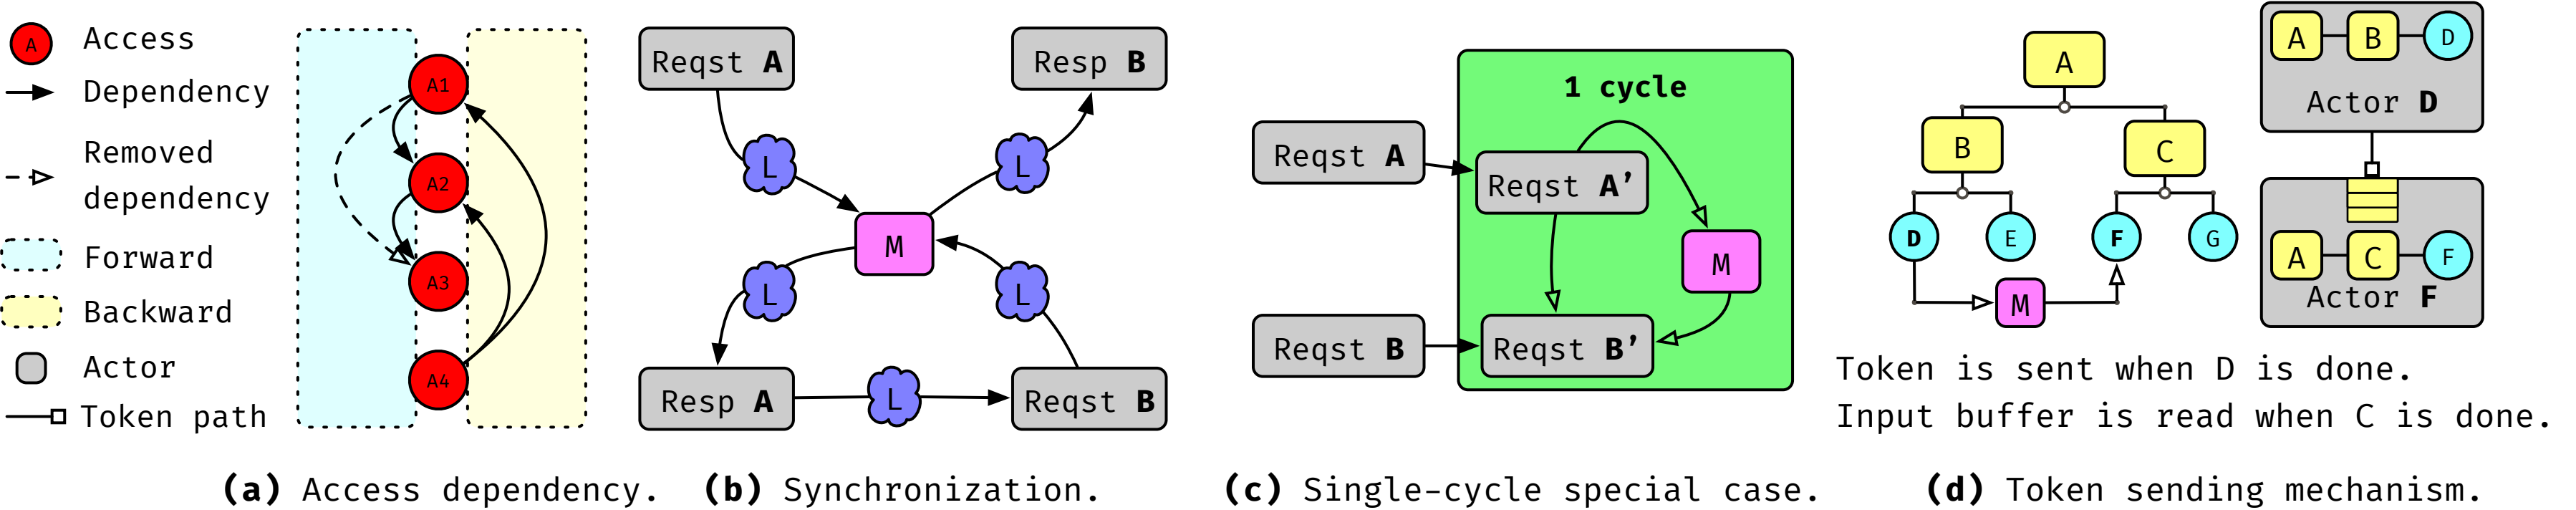 A Access
Dependency
Removed
dependency
Forward
Backward
Actor
Token path
A1
A2
A3
A4
(a) Access dependency.
Reqst A
Resp B
L
L
M
L
L
Resp A
L
Reqst B
(b) Synchronization.
1 cycle
Reqst A
Reqst A’
M
Reqst B
Reqst B’
(c) Single-cycle special case.
A
B
C
D
E
F
G
M
A B D
Actor D
A C F
Actor F
Token is sent when D is done.
Input buffer is read when C is done.
(d) Token sending mechanism.